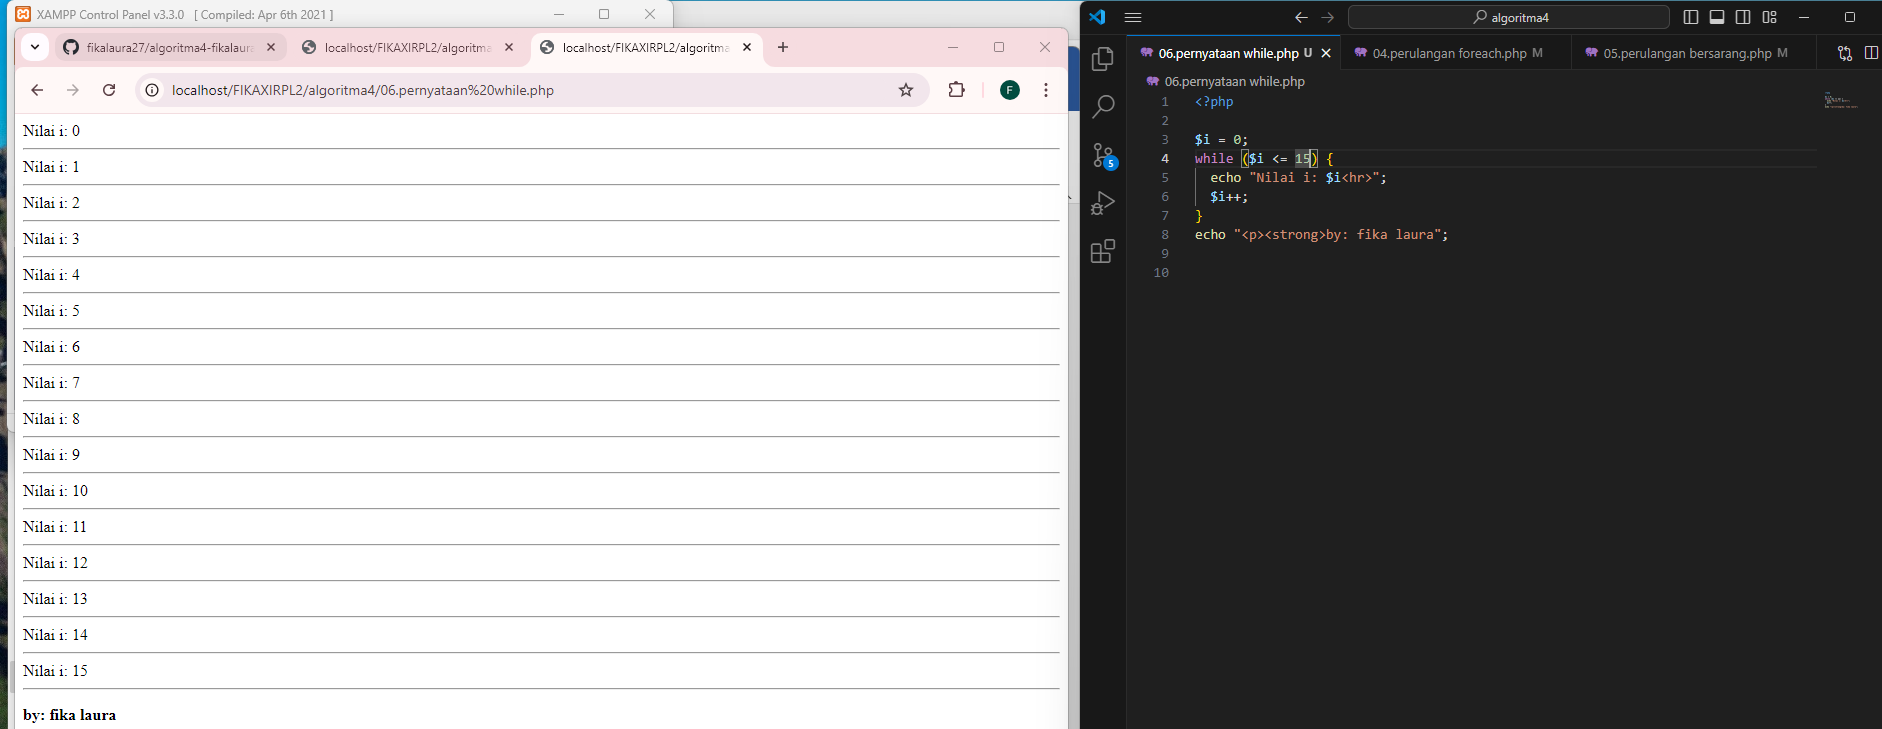 XAMPP Control Panel v3.3.0 [ Compiled: Apr 6th 2021 ]
fikalaura27/algoritma4-fikalaura
localhost/FIKAXIRPL2/algoritma
localhost/FIKAXIRPL2/algoritma
localhost/FIKAXIRPL2/algoritma4/06.pernyataan%20while.php
F
Nilai i: 0
Nilai i: 1
Nilai i: 2
Nilai i: 3
Nilai i: 4
Nilai i: 5
Nilai i: 6
Nilai i: 7
Nilai i: 8
Nilai i: 9
Nilai i: 10
Nilai i: 11
Nilai i: 12
Nilai i: 13
Nilai i: 14
Nilai i: 15
by: fika laura
algoritma4
06.pernyataan while.php U
04.perulangan foreach.php M
05.perulangan bersarang.php M
06.pernyataan while.php
5
1 <?php
2
3 $i = 0;
4 while ($i <= 15) {
5 echo "Nilai i: $i<hr>";
6 $i++;
7 }
8 echo "<p><strong>by: fika laura";
9
10